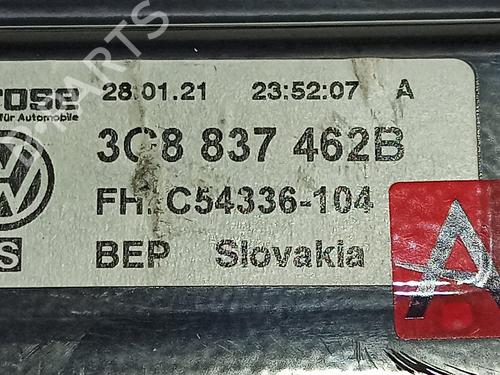 rose 28.01.21 23:52:07 A
für Automobile
3C8 837 462B
FH. C54336-104
S BEP Slovakia
A